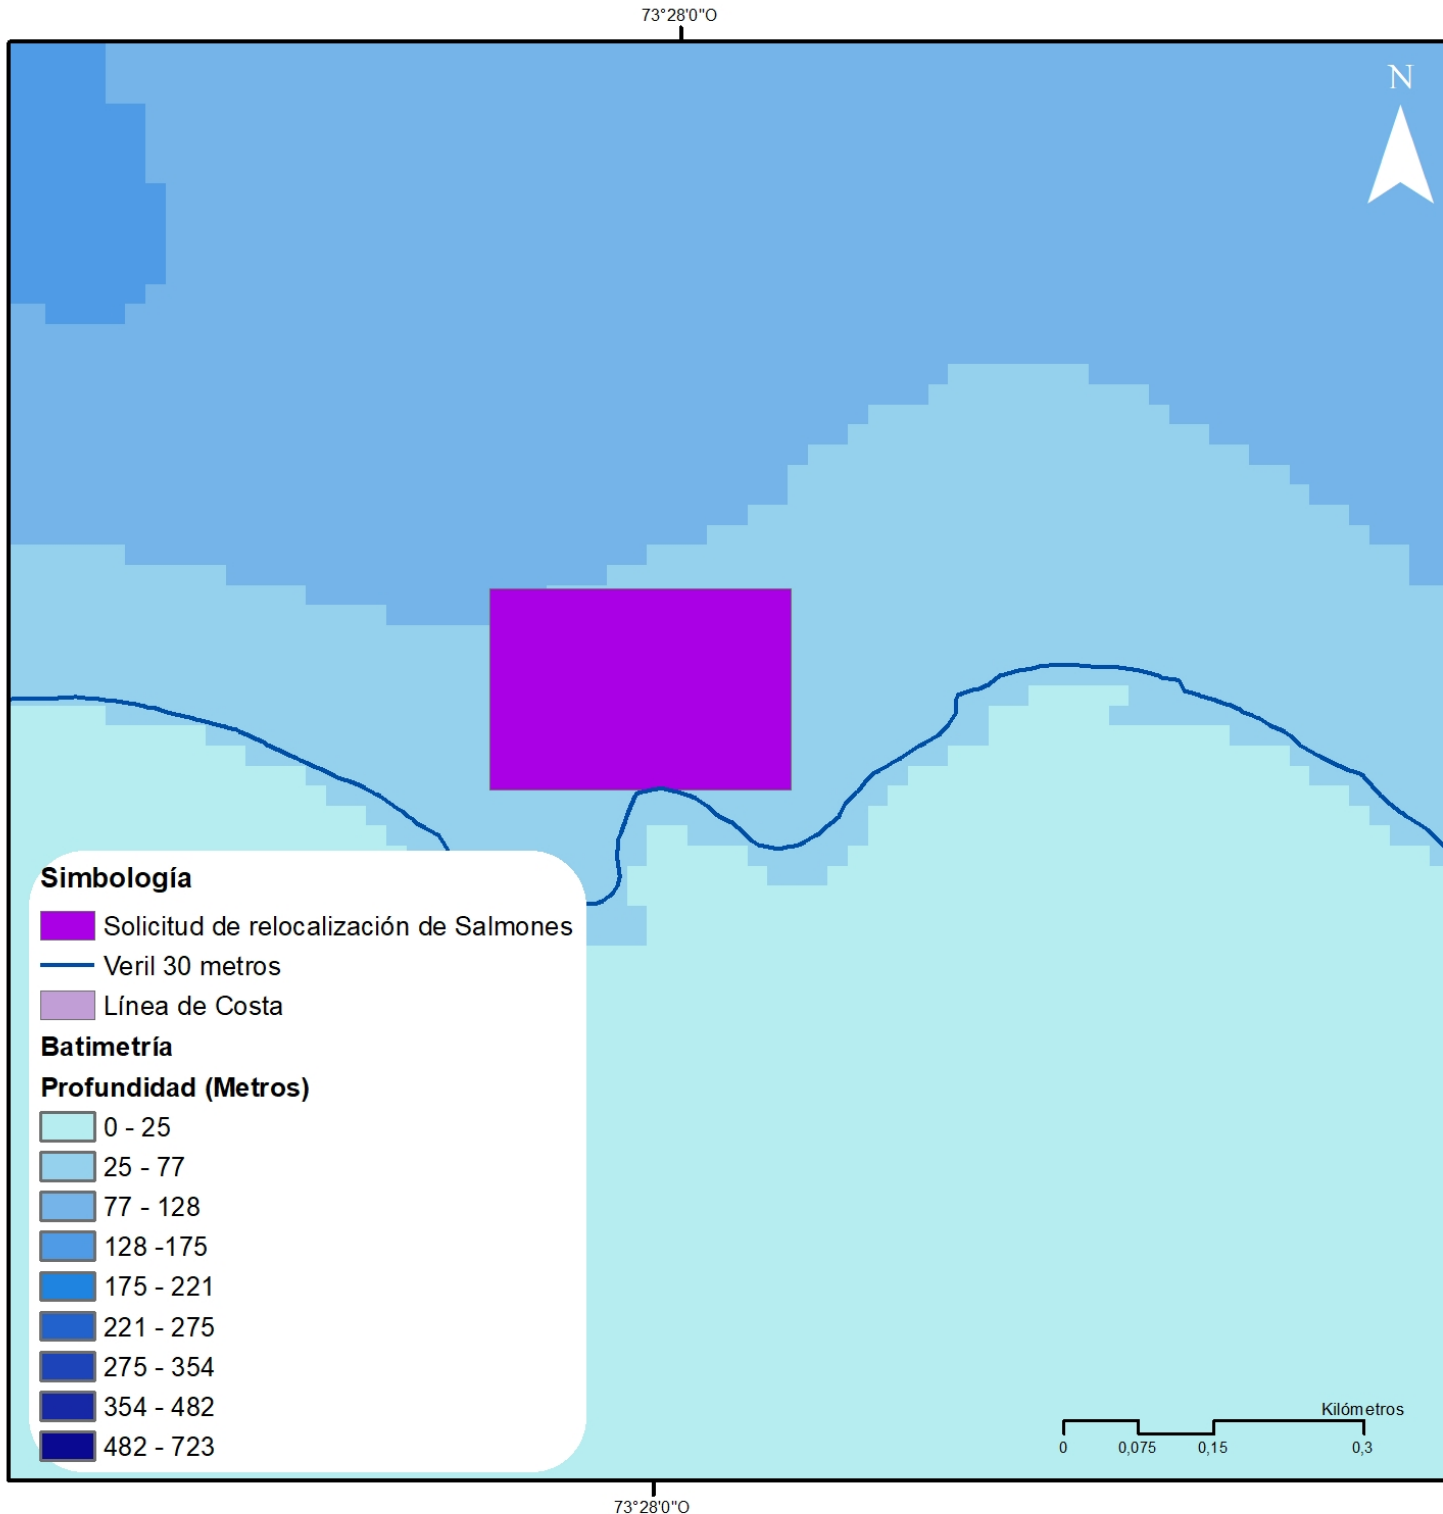 73°28'0"O
N
Simbología
Solicitud de relocalización de Salmones
Veril 30 metros
Línea de Costa
Batimetría
Profundidad (Metros)
0 - 25
25 - 77
77 - 128
128 -175
175 - 221
221 - 275
275 - 354
354 - 482
482 - 723
Kilómetros
0 0,075 0,15 0,3
73°28'0"O